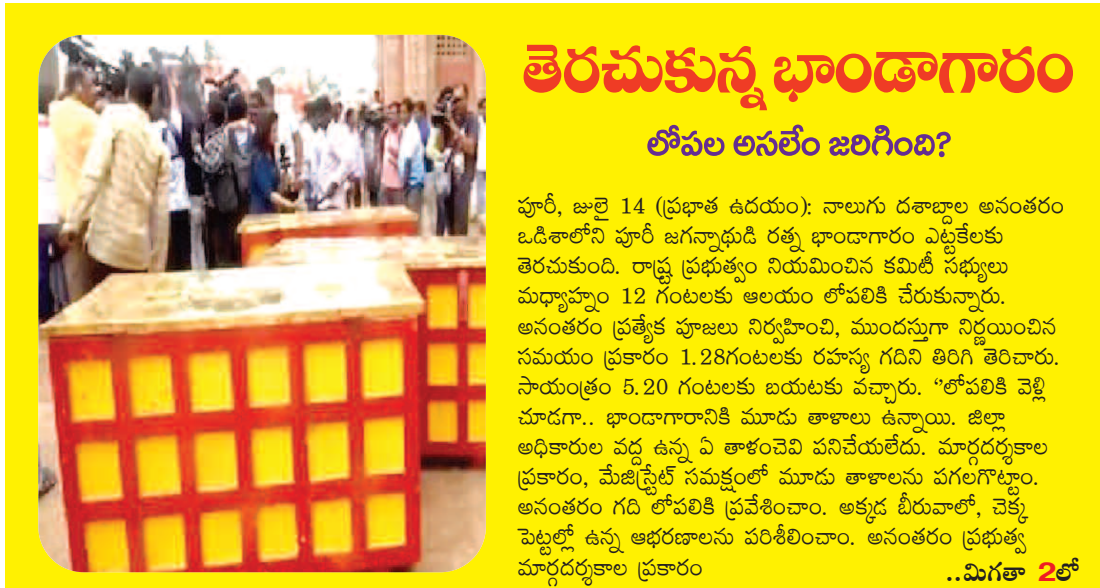 తెరచుకున్న భాండాగారం
లోపల అసలేం జరిగింది?
పూరీ, జులై 14 (ప్రభాత ఉదయం): నాలుగు దశాబ్దాల అనంతరం
ఒడిశాలోని పూరీ జగన్నాథుడి రత్న భాండాగారం ఎట్టకేలకు
తెరచుకుంది. రాష్ట్ర ప్రభుత్వం నియమించిన కమిటీ సభ్యులు
మధ్యాహ్నం 12 గంటలకు ఆలయం లోపలికి చేరుకున్నారు.
అనంతరం ప్రత్యేక పూజలు నిర్వహించి, ముందస్తుగా నిర్ణయించిన
సమయం ప్రకారం 1.28గంటలకు రహస్య గదిని తిరిగి తెరిచారు.
సాయంత్రం 5.20 గంటలకు బయటకు వచ్చారు. ‘‘లోపలికి వెళ్లి
చూడగా.. భాండాగారానికి మూడు తాళాలు ఉన్నాయి. జిల్లా
అధికారుల వద్ద ఉన్న ఏ తాళంచెవి పనిచేయలేదు. మార్గదర్శకాల
ప్రకారం, మేజిస్ట్రేట్ సమక్షంలో మూడు తాళాలను పగలగొట్టాం.
అనంతరం గది లోపలికి ప్రవేశించాం. అక్కడ బీరువాలో, చెక్క
పెట్టల్లో ఉన్న ఆభరణాలను పరిశీలించాం. అనంతరం ప్రభుత్వ
మార్గదర్శకాల ప్రకారం
..మిగతా 2లో